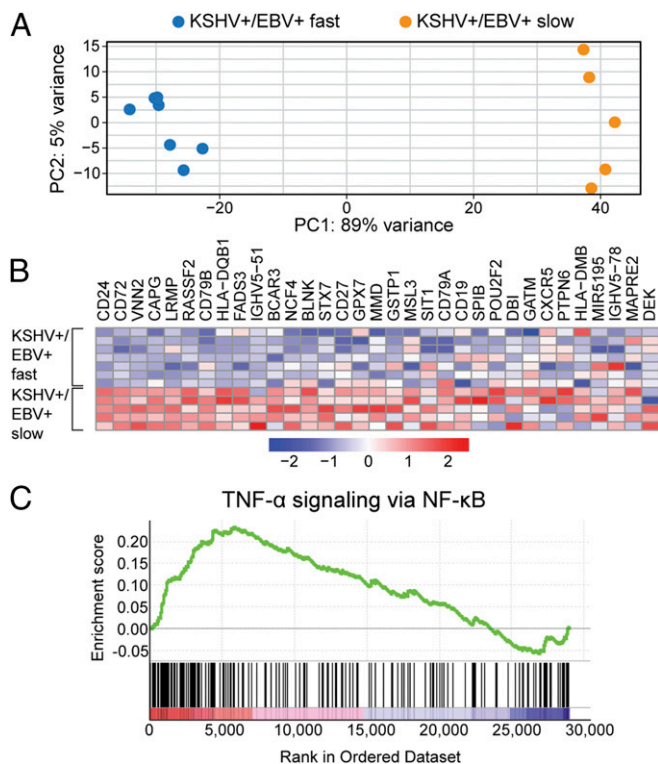 A
KSHV+/EBV+ fast
KSHV+/EBV+ slow
PC2: 5% variance
15
10
5
0
−5
−10
−20
0
20
40
60
PC1: 89% variance
B
CD24
CD72
VNN2
CAPG
LRMP
RASSF2
CD79B
HLA-DQB1
FADS3
IGHV5-51
BCAR3
NCF4
BLNK
STX7
CD27
GPX7
MMD
GSTP1
MSL3
SIT1
CD79A
CD19
SPIB
POU2F2
DBI
GATM
CXCR5
PTPN6
HLA-DMB
MIR5195
IGHV5-78
MAPRE2
DEK
KSHV+/
EBV+
fast
KSHV+/
EBV+
slow
−2 −1 0 1 2
C
TNF-α signaling via NF-κB
Enrichment score
0.20
0.15
0.10
0.05
0.00
-0.05
0 5,000 10,000 15,000 20,000 25,000 30,000
Rank in Ordered Dataset